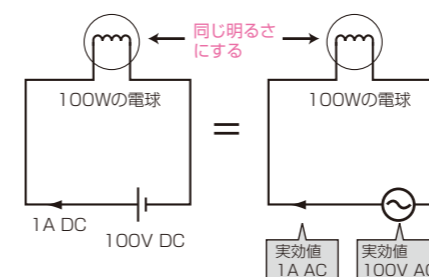 同じ明るさ
にする
100Wの電球
100Wの電球
=
1A DC
100V DC
実効値
1A AC
実効値
100V AC